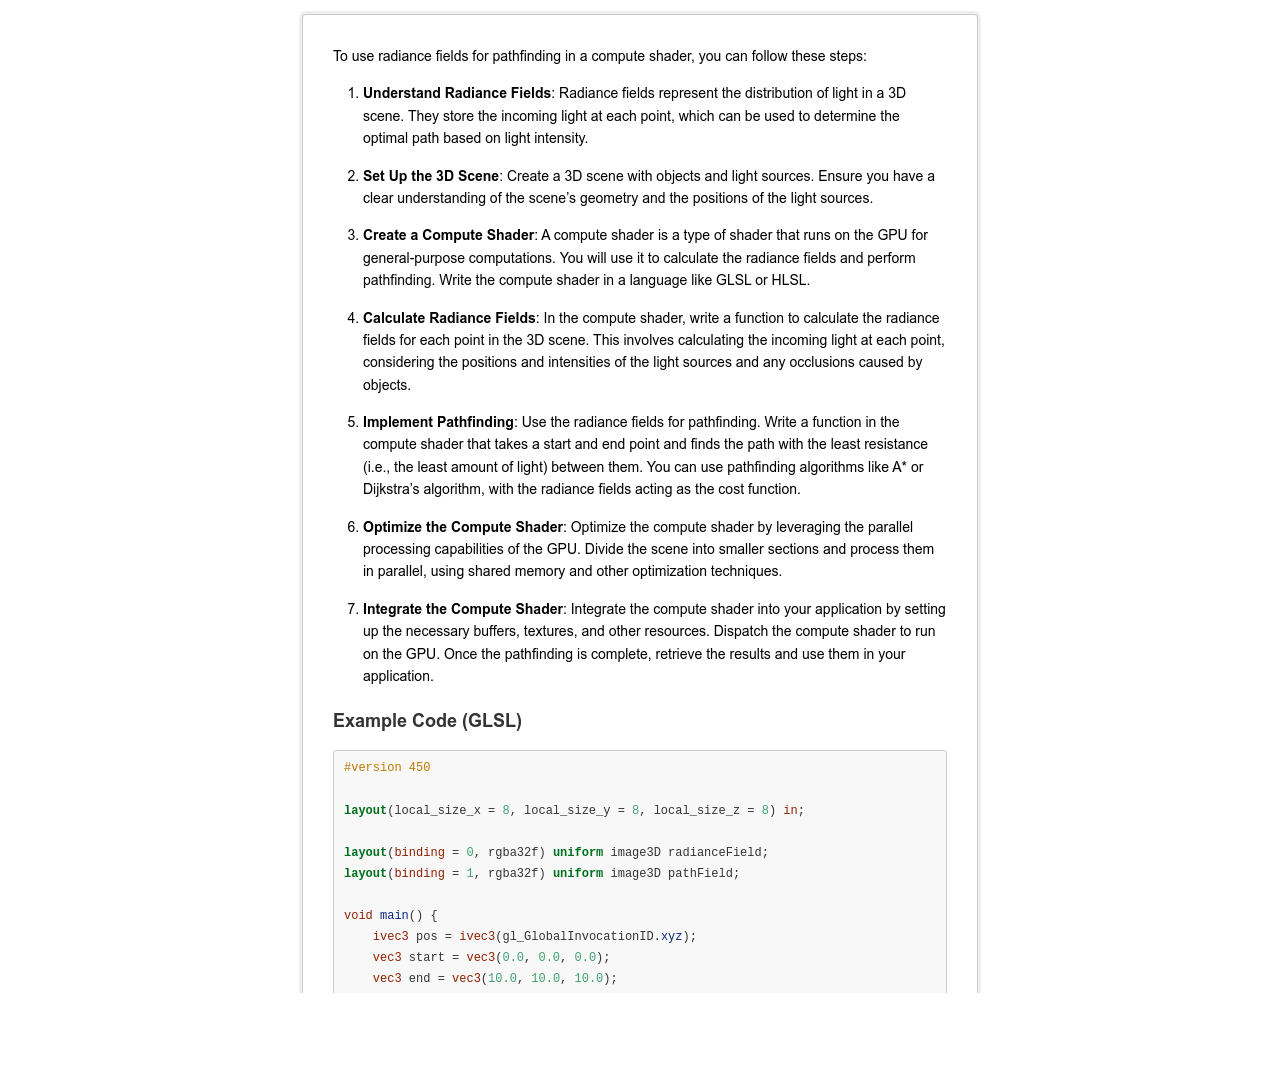 To use radiance fields for pathfinding in a compute shader, you can follow these steps:
1. Understand Radiance Fields: Radiance fields represent the distribution of light in a 3D
scene. They store the incoming light at each point, which can be used to determine the
optimal path based on light intensity.
2. Set Up the 3D Scene: Create a 3D scene with objects and light sources. Ensure you have a
clear understanding of the scene’s geometry and the positions of the light sources.
3. Create a Compute Shader: A compute shader is a type of shader that runs on the GPU for
general-purpose computations. You will use it to calculate the radiance fields and perform
pathfinding. Write the compute shader in a language like GLSL or HLSL.
4. Calculate Radiance Fields: In the compute shader, write a function to calculate the radiance
fields for each point in the 3D scene. This involves calculating the incoming light at each point,
considering the positions and intensities of the light sources and any occlusions caused by
objects.
5. Implement Pathfinding: Use the radiance fields for pathfinding. Write a function in the
compute shader that takes a start and end point and finds the path with the least resistance
(i.e., the least amount of light) between them. You can use pathfinding algorithms like A* or
Dijkstra’s algorithm, with the radiance fields acting as the cost function.
6. Optimize the Compute Shader: Optimize the compute shader by leveraging the parallel
processing capabilities of the GPU. Divide the scene into smaller sections and process them
in parallel, using shared memory and other optimization techniques.
7. Integrate the Compute Shader: Integrate the compute shader into your application by setting
up the necessary buffers, textures, and other resources. Dispatch the compute shader to run
on the GPU. Once the pathfinding is complete, retrieve the results and use them in your
application.
Example Code (GLSL)
#version 450
layout(local_size_x = 8, local_size_y = 8, local_size_z = 8) in;
layout(binding = 0, rgba32f) uniform image3D radianceField;
layout(binding = 1, rgba32f) uniform image3D pathField;
void main() {
    ivec3 pos = ivec3(gl_GlobalInvocationID.xyz);
    vec3 start = vec3(0.0, 0.0, 0.0);
    vec3 end = vec3(10.0, 10.0, 10.0);